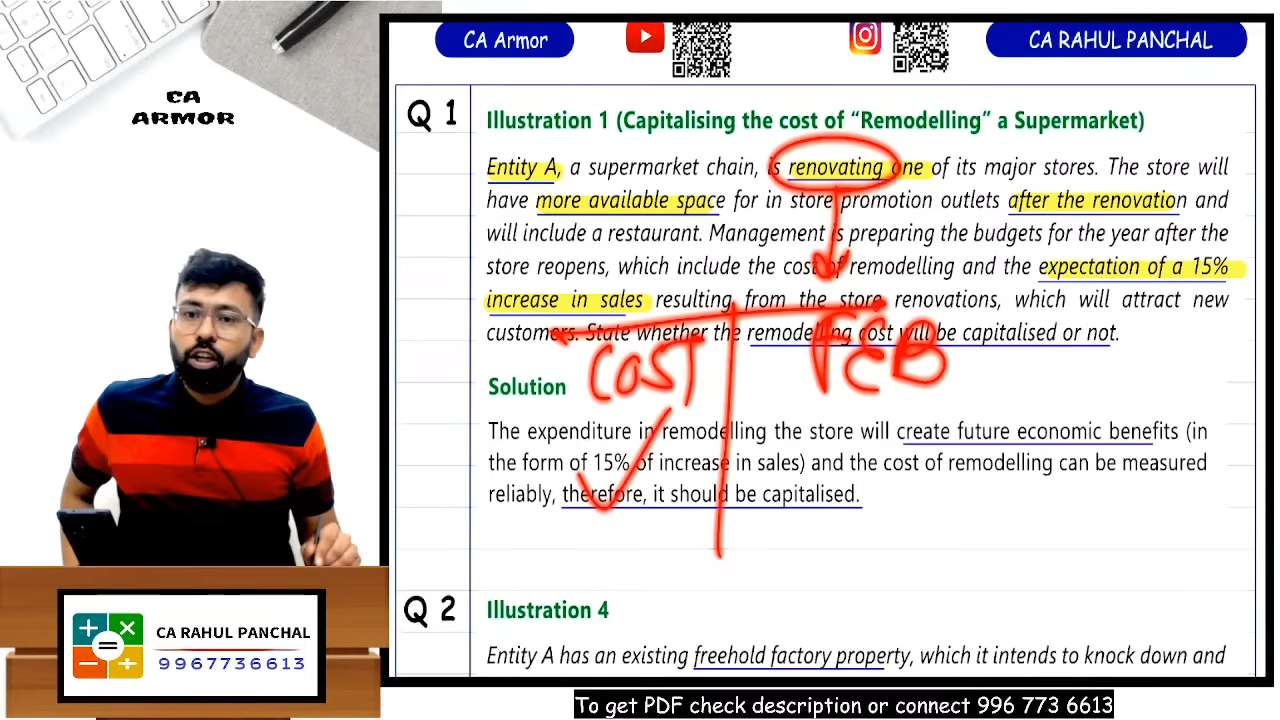 CA Armor
CA RAHUL PANCHAL
CA
ARMOR
Q 1
Illustration 1 (Capitalising the cost of “Remodelling” a Supermarket)
Entity A, a supermarket chain, is renovating one of its major stores. The store will
have more available space for in store promotion outlets after the renovation and
will include a restaurant. Management is preparing the budgets for the year after the
store reopens, which include the cost of remodelling and the expectation of a 15%
increase in sales resulting from the store renovations, which will attract new
customers. State whether the remodelling cost will be capitalised or not.
COST
FEB
Solution
The expenditure in remodelling the store will create future economic benefits (in
the form of 15% of increase in sales) and the cost of remodelling can be measured
reliably, therefore, it should be capitalised.
Q 2
Illustration 4
Entity A has an existing freehold factory property, which it intends to knock down and
CA RAHUL PANCHAL
9967736613
To get PDF check description or connect 996 773 6613